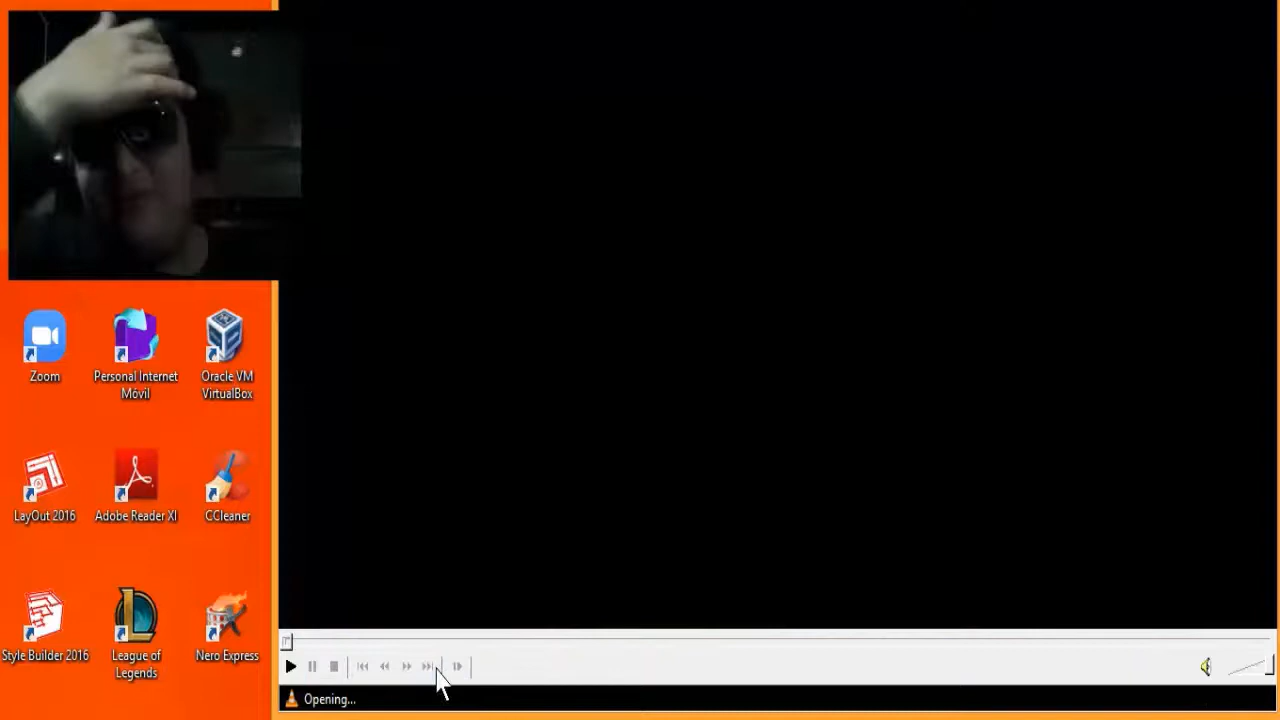 Zoom
Personal Internet
Móvil
Oracle VM
VirtualBox
LayOut 2016
Adobe Reader XI
CCleaner
Style Builder 2016
League of
Legends
Nero Express
Opening...